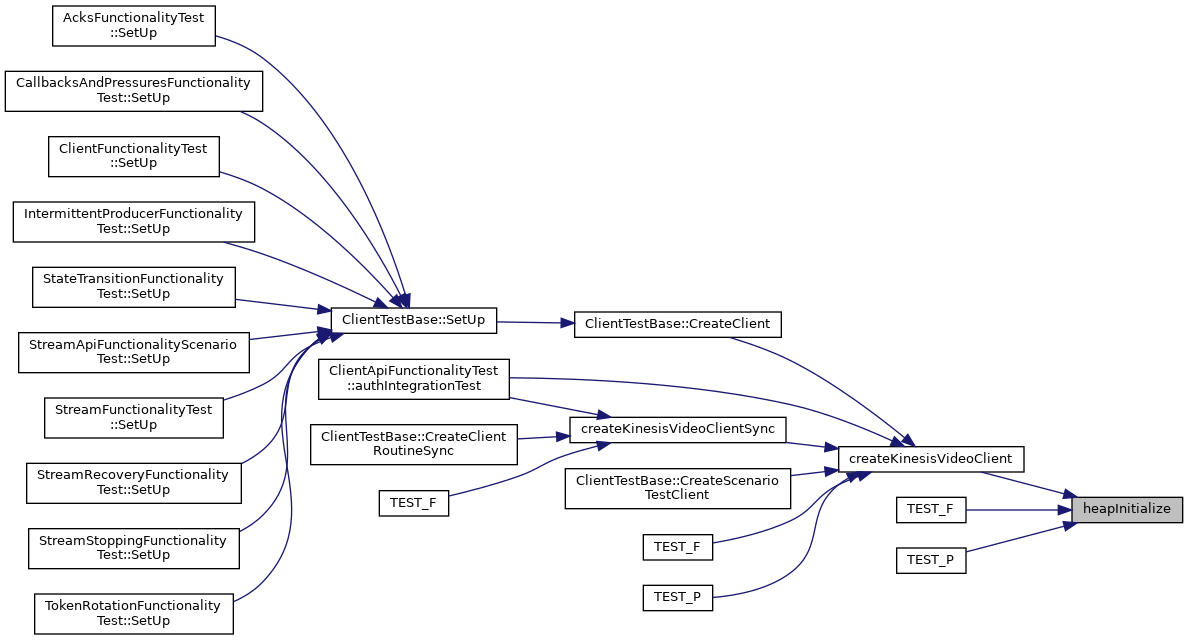 AcksFunctionalityTest
::SetUp
CallbacksAndPressuresFunctionality
Test::SetUp
ClientFunctionalityTest
::SetUp
IntermittentProducerFunctionality
Test::SetUp
StateTransitionFunctionality
Test::SetUp
StreamApiFunctionalityScenario
Test::SetUp
StreamFunctionalityTest
::SetUp
StreamRecoveryFunctionality
Test::SetUp
StreamStoppingFunctionality
Test::SetUp
TokenRotationFunctionality
Test::SetUp
ClientTestBase::SetUp
ClientApiFunctionalityTest
::authIntegrationTest
ClientTestBase::CreateClient
RoutineSync
TEST_F
ClientTestBase::CreateClient
createKinesisVideoClientSync
ClientTestBase::CreateScenario
TestClient
TEST_F
TEST_P
createKinesisVideoClient
TEST_F
TEST_P
heapInitialize